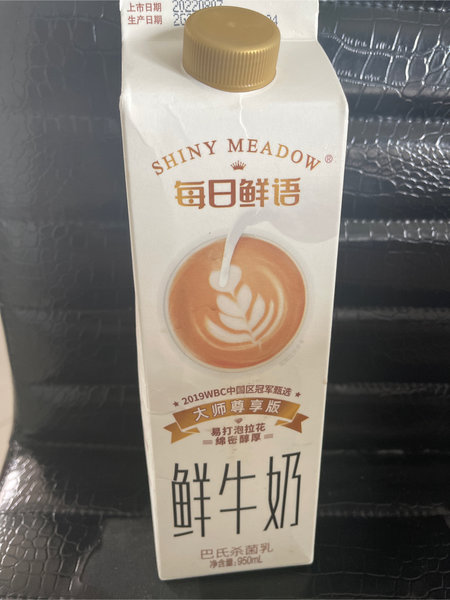 上市日期 20220803
生产日期
SHINY MEADOW®
每日鲜语
★ 2019WBC中国区冠军甄选 ★
大师尊享版
易打泡拉花
绵密醇厚
鲜牛奶
巴氏杀菌乳
净含量: 950mL